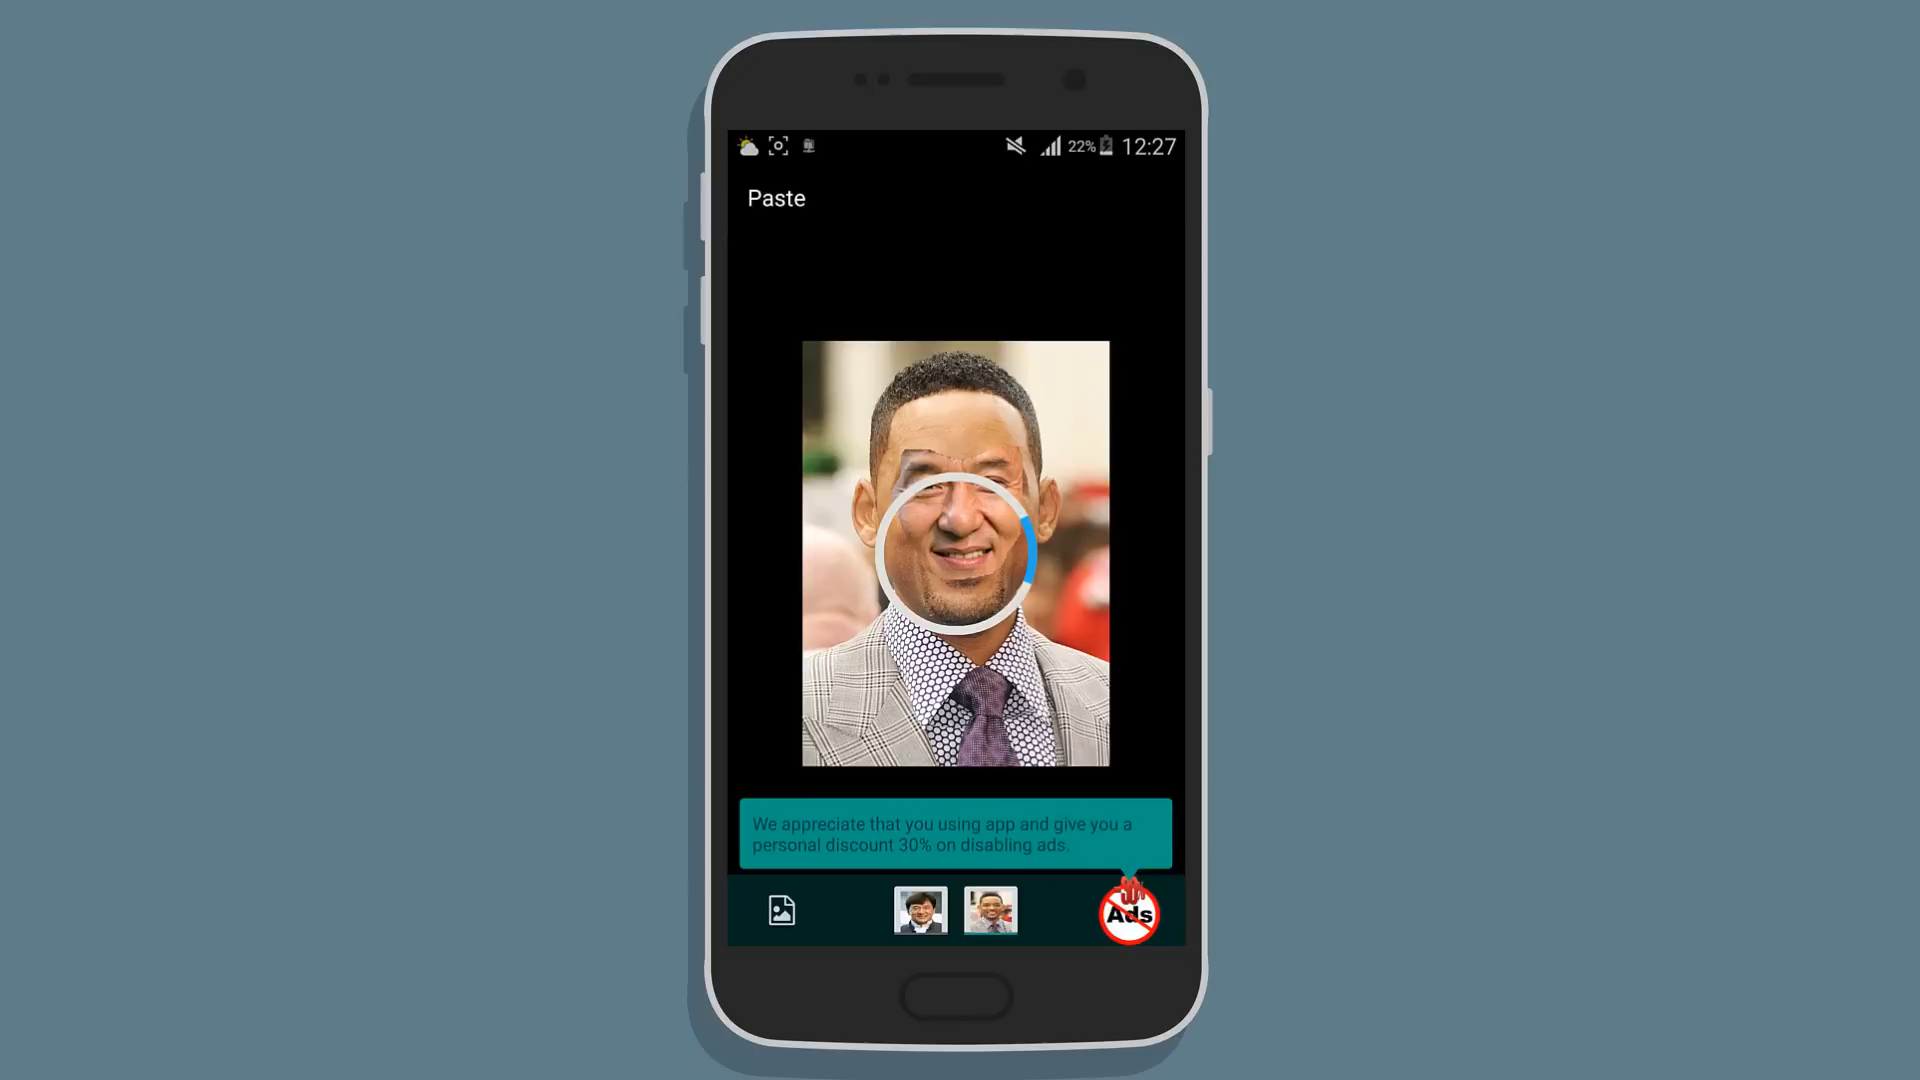 22% 12:27
Paste
We appreciate that you using app and give you a
personal discount 30% on disabling ads.
Ads